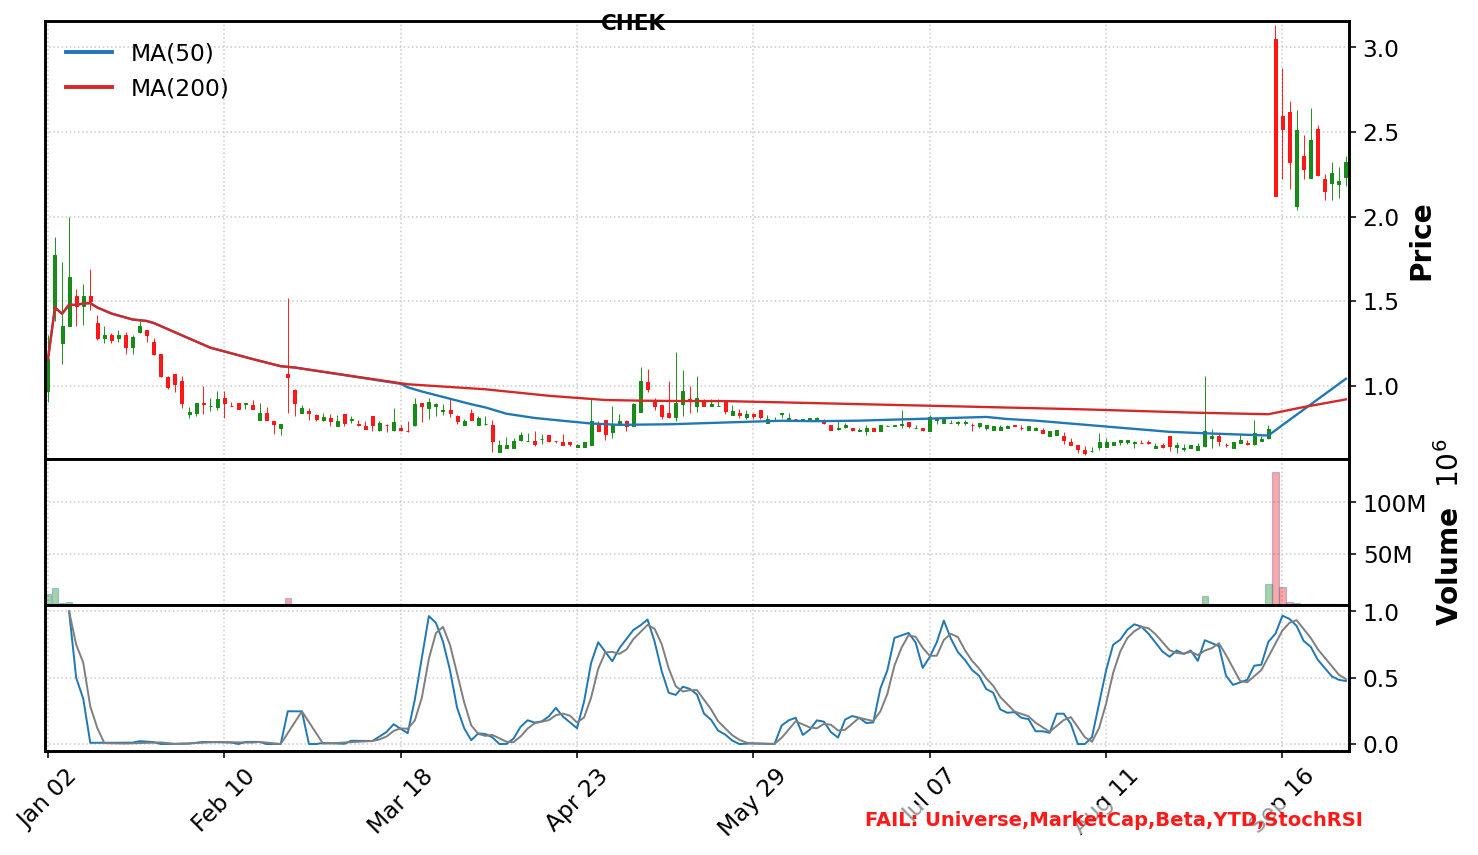 CHEK
MA(50)
MA(200)
3.0
2.5
2.0
1.5
1.0
Price
100M
50M
Volume 10^6
1.0
0.5
0.0
Jan 02
Feb 10
Mar 18
Apr 23
May 29
Jul 07
Aug 11
Sep 16
FAIL: Universe,MarketCap,Beta,YTD,StochRSI